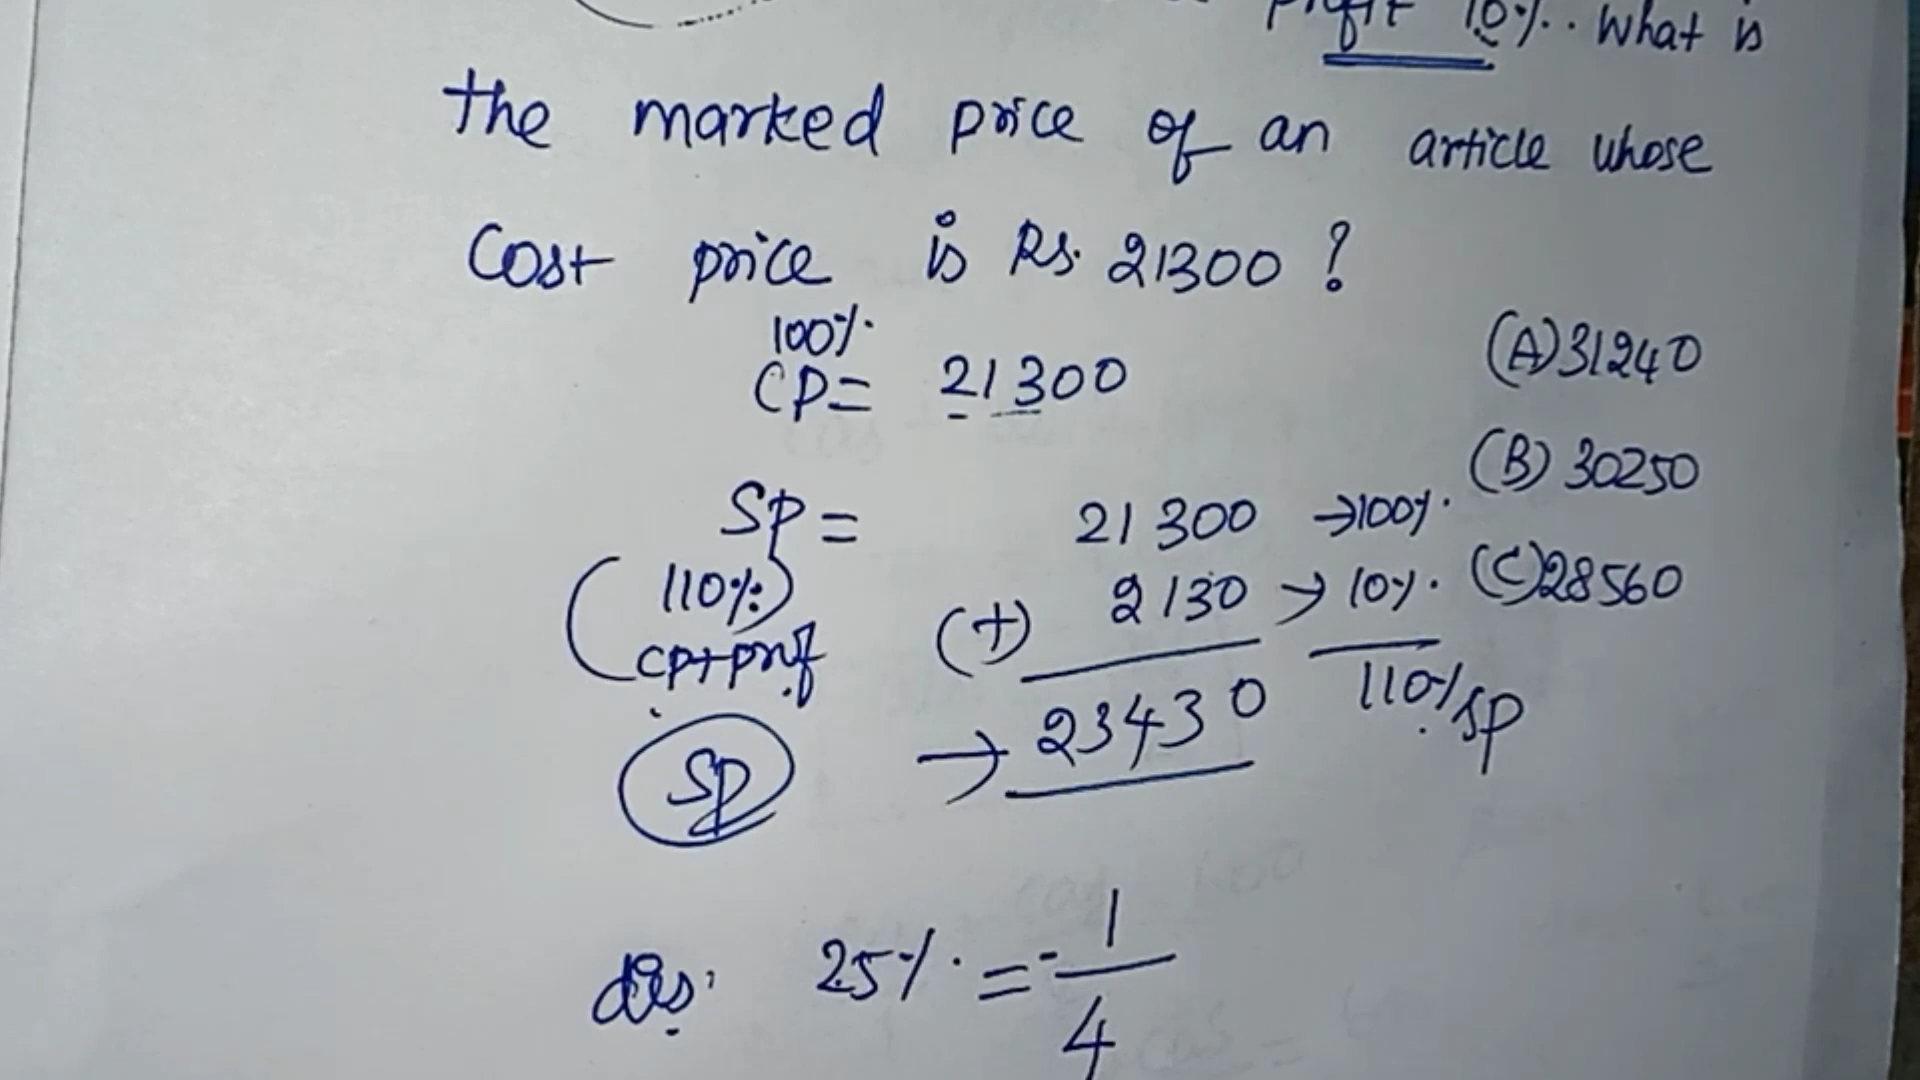 profit 10%. What is
the marked price of an article whose
Cost price is Rs. 21300 ?
100%
CP = 21300
(A) 31240
(B) 30250
SP = 21300 → 100%
(110%) (+) 2130 → 10%. (C) 28560
CP+prof
110% SP
SP → 23430
dis: 25% = - 1/4